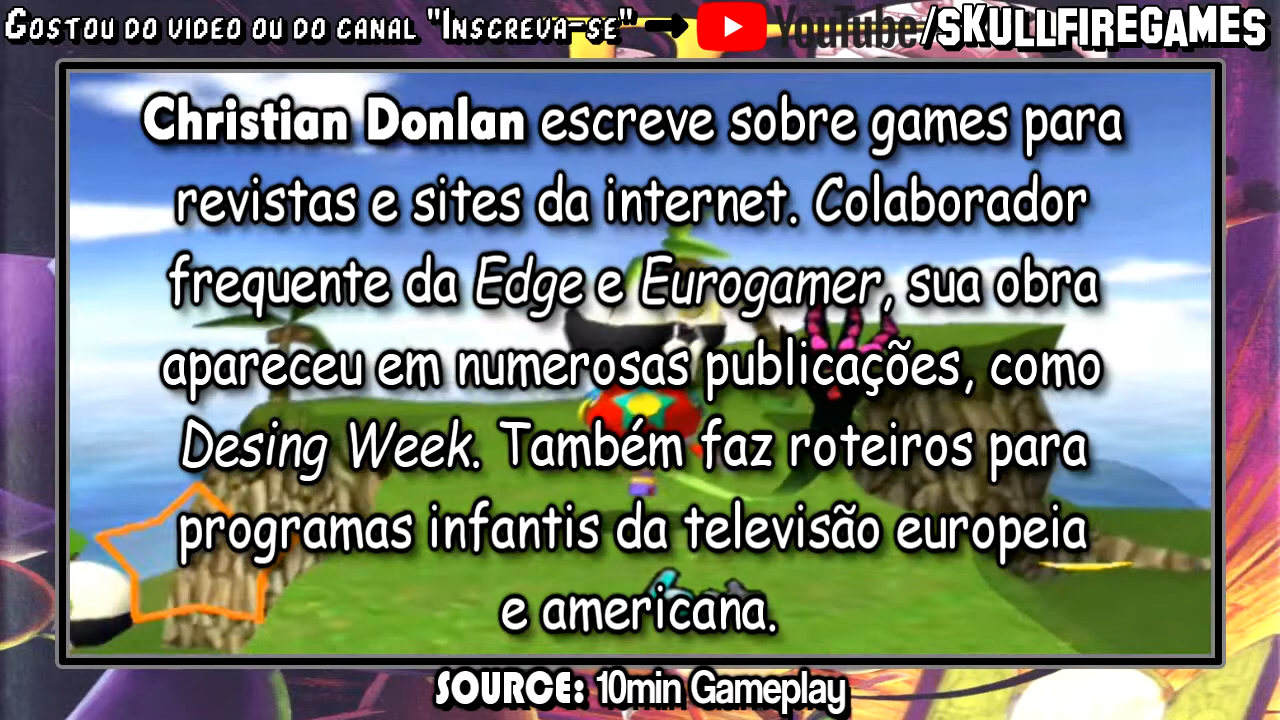 Gostou do video ou do canal "Inscreva-se" YouTube/SKULLFIREGAMES
Christian Donlan escreve sobre games para
revistas e sites da internet. Colaborador
frequente da Edge e Eurogamer, sua obra
apareceu em numerosas publicações, como
Desing Week. Também faz roteiros para
programas infantis da televisão europeia
e americana.
SOURCE: 10min Gameplay